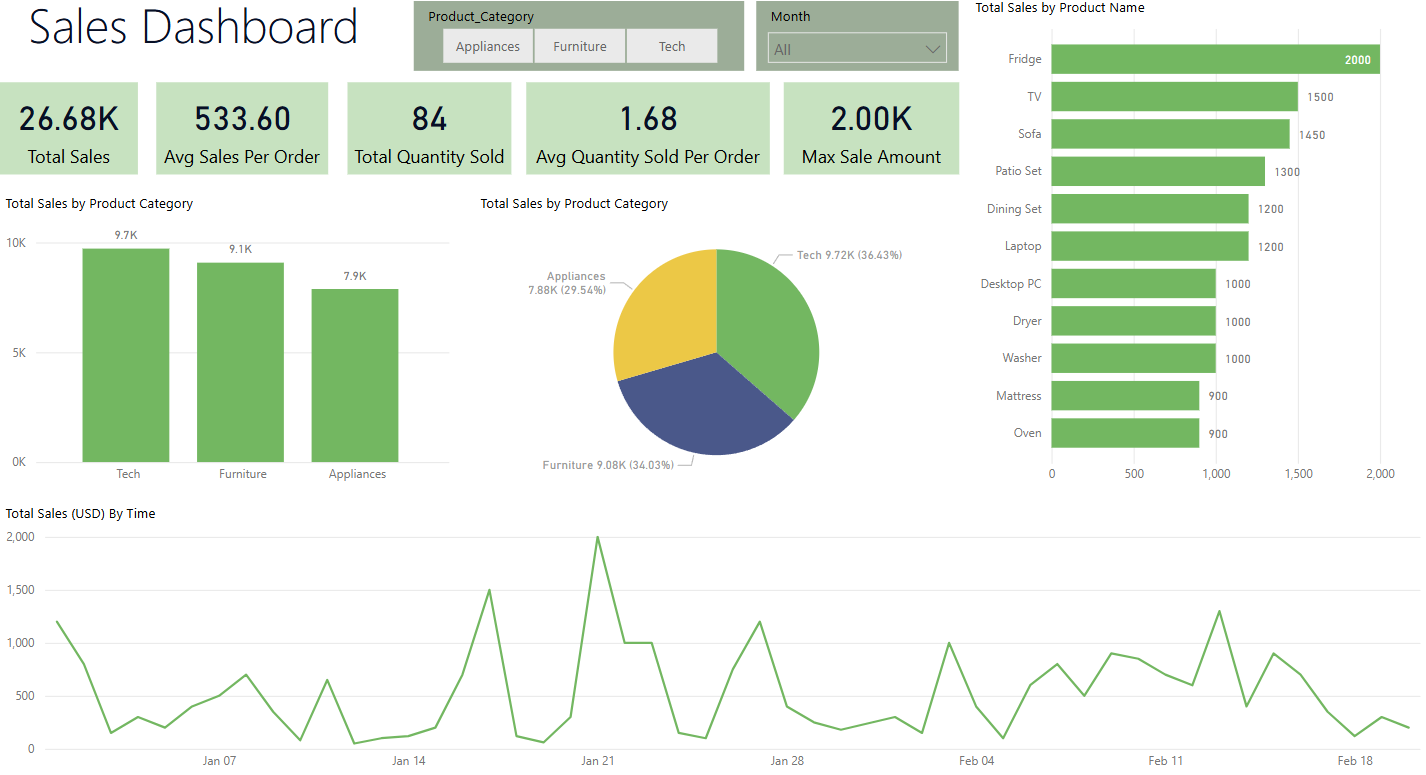 Sales Dashboard
Product_Category
Appliances
Furniture
Tech
Month
All
26.68K
Total Sales
533.60
Avg Sales Per Order
84
Total Quantity Sold
1.68
Avg Quantity Sold Per Order
2.00K
Max Sale Amount
Total Sales by Product Name
Fridge 2000
TV 1500
Sofa 1450
Patio Set 1300
Dining Set 1200
Laptop 1200
Desktop PC 1000
Dryer 1000
Washer 1000
Mattress 900
Oven 900
0 500 1,000 1,500 2,000
Total Sales by Product Category
10K
5K
0K
9.7K
9.1K
7.9K
Tech Furniture Appliances
Total Sales by Product Category
Tech 9.72K (36.43%)
Appliances
7.88K (29.54%)
Furniture 9.08K (34.03%)
Total Sales (USD) By Time
2,000
1,500
1,000
500
0
Jan 07 Jan 14 Jan 21 Jan 28 Feb 04 Feb 11 Feb 18